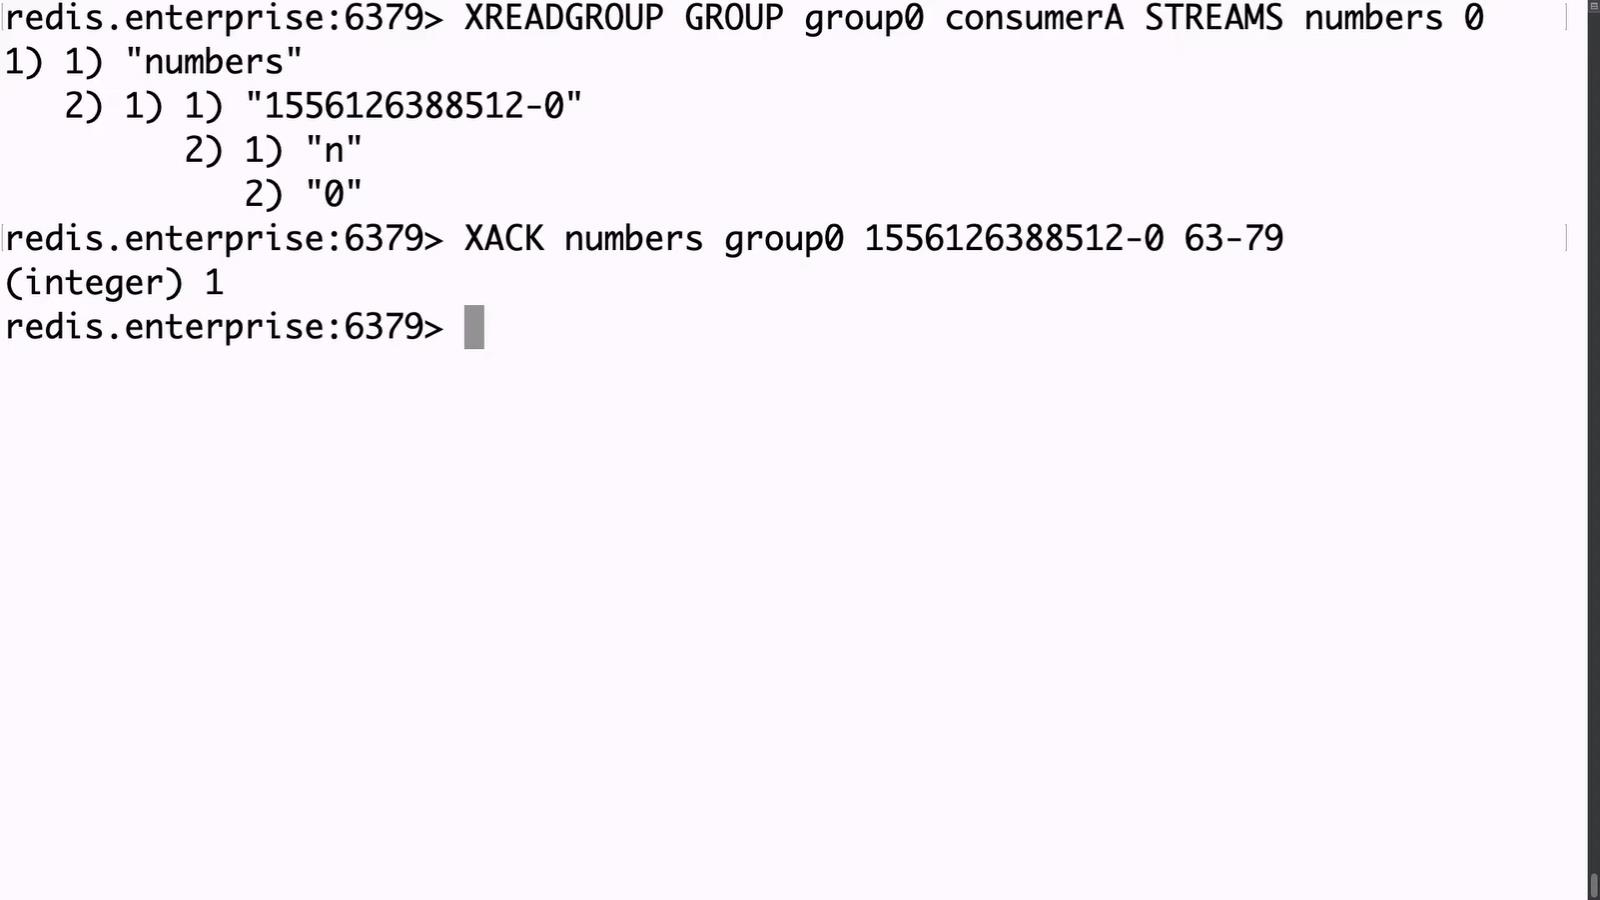 redis.enterprise:6379> XREADGROUP GROUP group0 consumerA STREAMS numbers 0
1) 1) "numbers"
   2) 1) 1) "1556126388512-0"
         2) 1) "n"
            2) "0"
redis.enterprise:6379> XACK numbers group0 1556126388512-0 63-79
(integer) 1
redis.enterprise:6379>